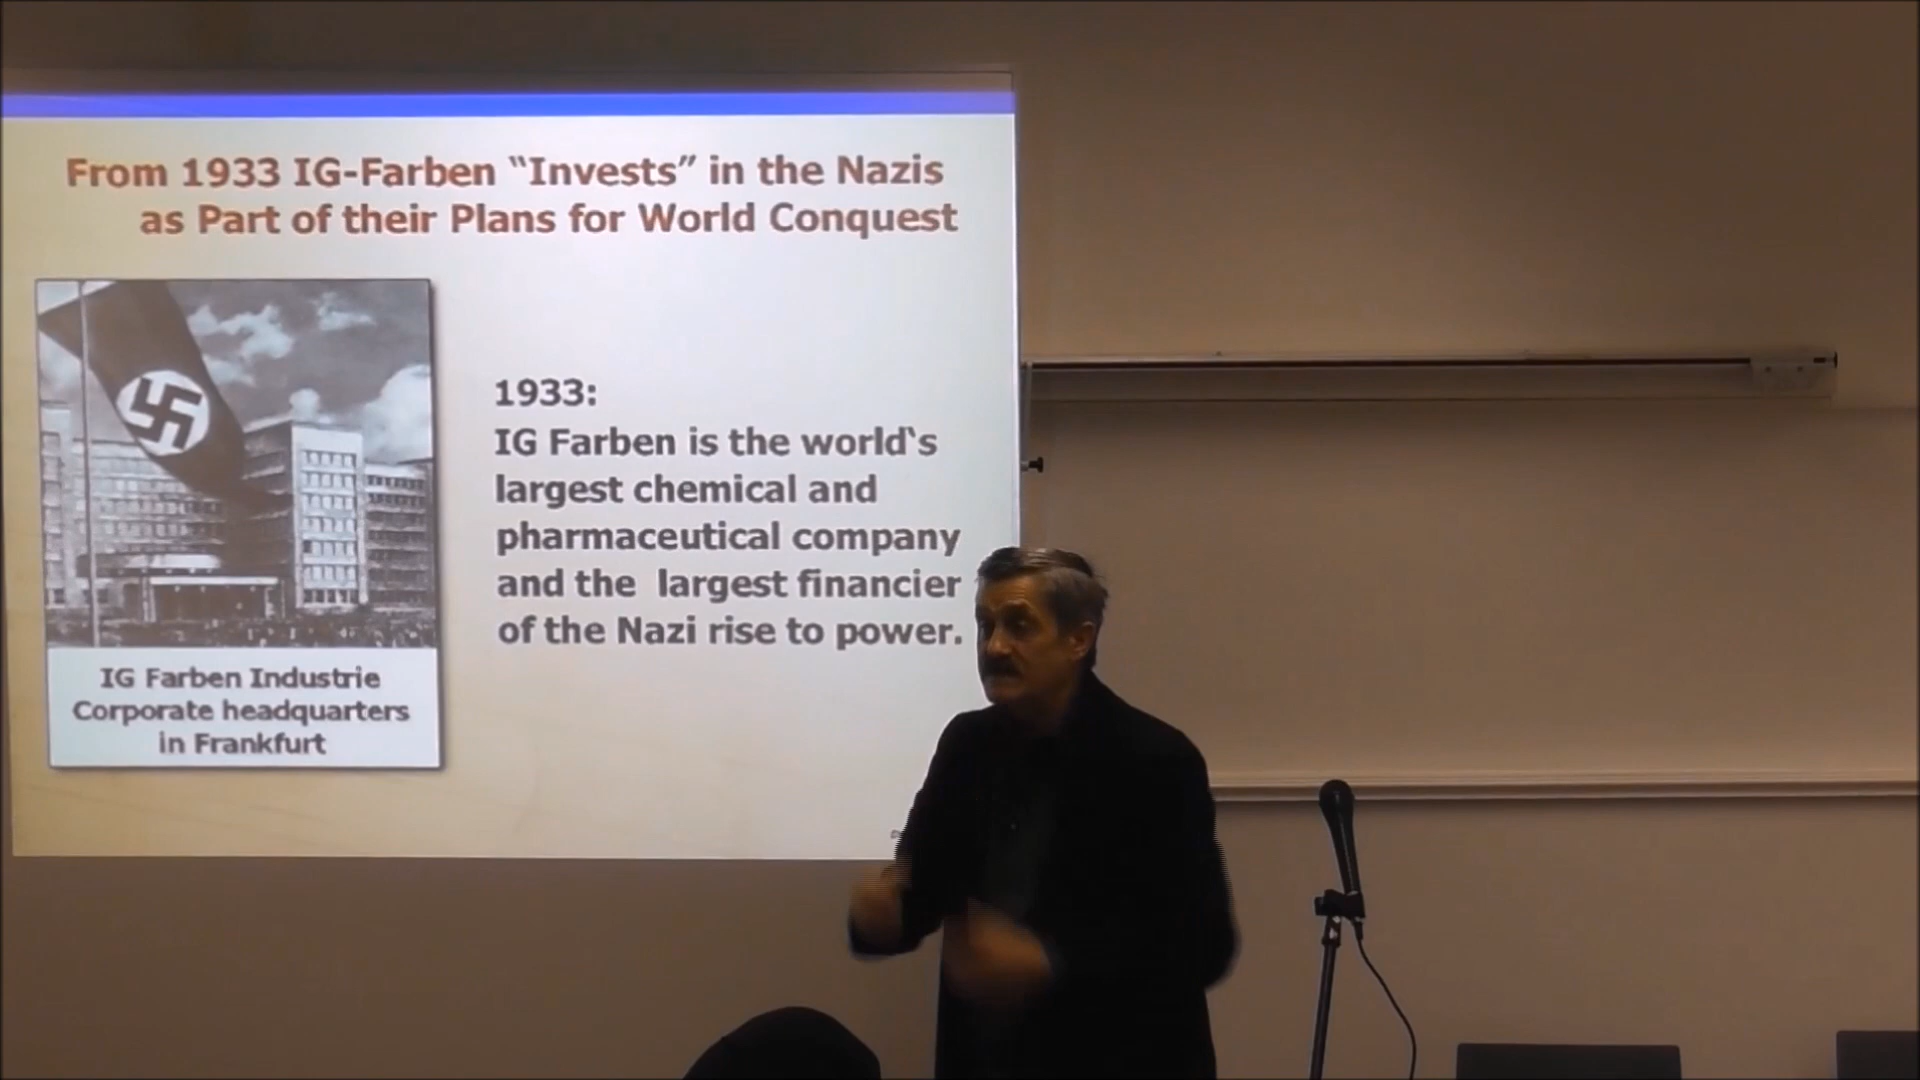 From 1933 IG-Farben “Invests” in the Nazis
as Part of their Plans for World Conquest
1933:
IG Farben is the world‘s
largest chemical and
pharmaceutical company
and the largest financier
of the Nazi rise to power.
IG Farben Industrie
Corporate headquarters
in Frankfurt